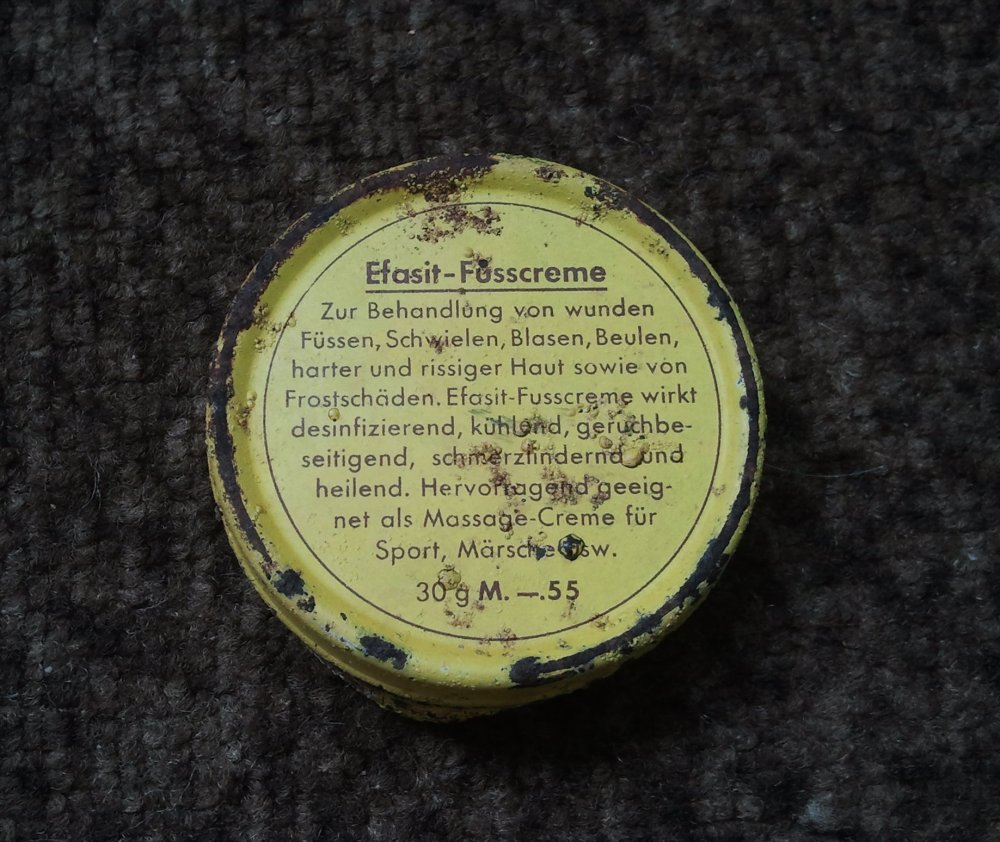 Efasit-Fusscreme
Zur Behandlung von wunden
Füssen, Schwielen, Blasen, Beulen,
harter und rissiger Haut sowie von
Frostschäden. Efasit-Fusscreme wirkt
desinfizierend, kühlend, geruchbe-
seitigend, schmerzlindernd und
heilend. Hervorragend geeig-
net als Massage-Creme für
Sport, Märsche usw.
30 g M. —.55